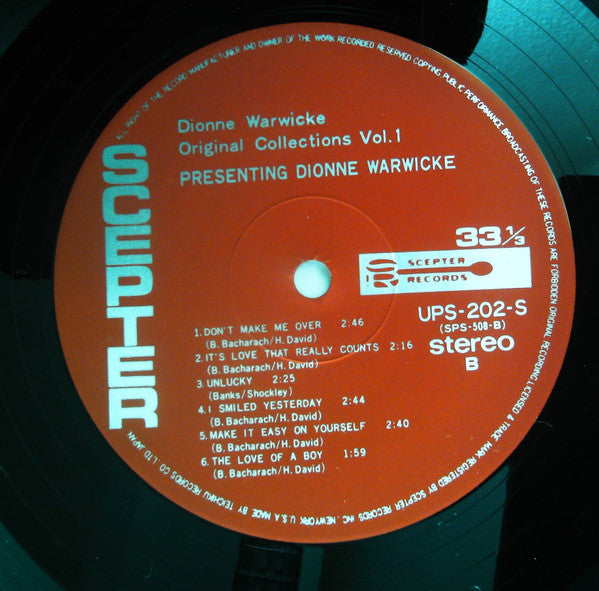 ALL RIGHT OF THE RECORD MANUFACTURER AND OWNER OF THE WORK RECORDED RESERVED. COPYING, PUBLIC PERFORMANCE, BROADCASTING OF THESE RECORDS ARE FORBIDDEN ORIGINAL RECORDING LICENSED & TRADE MARK REGISTERED BY SCEPTER RECORDS INC. NEWYORK U.S.A MADE BY TEICHIKU RECORDS CO. LTD. JAPAN
SCEPTER
Dionne Warwicke
Original Collections Vol.1
PRESENTING DIONNE WARWICKE
33 1/3
SR SCEPTER
RECORDS
UPS-202-S
(SPS-508-B)
stereo
B
1.DON'T MAKE ME OVER 2:46
(B. Bacharach/H. David)
2.IT'S LOVE THAT REALLY COUNTS 2:16
(B. Bacharach/H. David)
3.UNLUCKY 2:25
(Banks/Shockley)
4.I SMILED YESTERDAY 2:44
(B. Bacharach/H. David)
5.MAKE IT EASY ON YOURSELF 2:40
(B. Bacharach/H. David)
6.THE LOVE OF A BOY 1:59
(B. Bacharach/H. David)